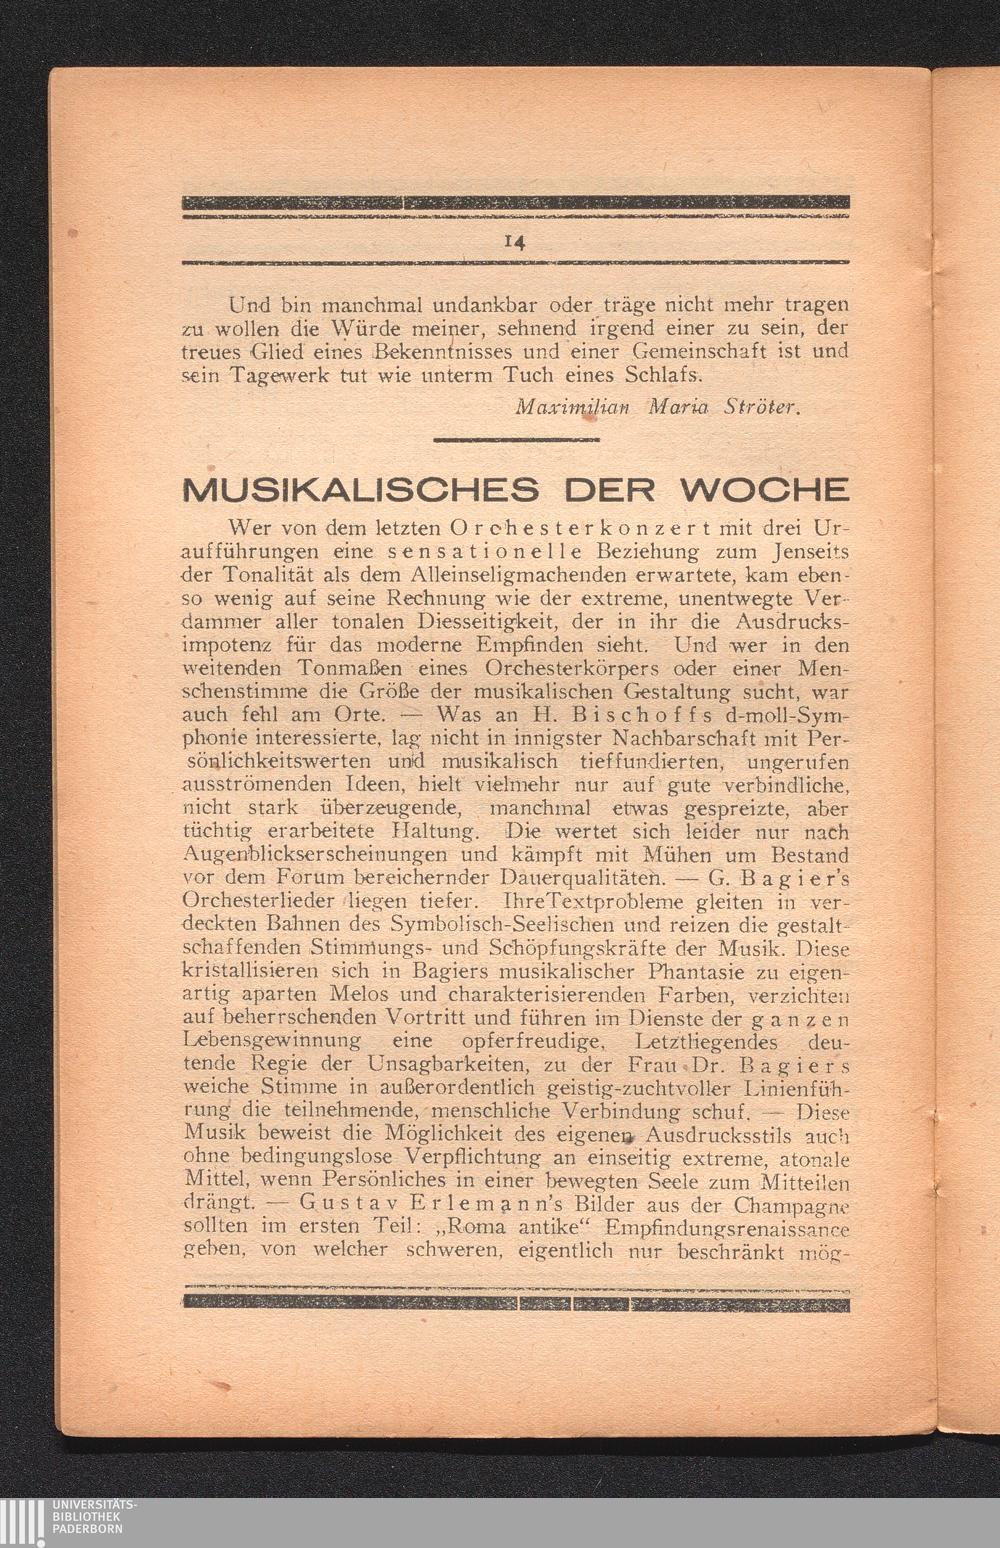 14
Und bin manchmal undankbar oder träge nicht mehr tragen
zu wollen die Würde meiner, sehnend irgend einer zu sein, der
treues Glied eines Bekenntnisses und einer Gemeinschaft ist und
sein Tagewerk tut wie unterm Tuch eines Schlafs.
Maximilian Maria Ströter.
MUSIKALISCHES DER WOCHE
Wer von dem letzten Orchesterkonzert mit drei Ur-
aufführungen eine sensationelle Beziehung zum Jenseits
der Tonalität als dem Alleinseligmachenden erwartete, kam eben-
so wenig auf seine Rechnung wie der extreme, unentwegte Ver-
dammer aller tonalen Diesseitigkeit, der in ihr die Ausdrucks-
impotenz für das moderne Empfinden sieht. Und wer in den
weitenden Tonmaßen eines Orchesterkörpers oder einer Men-
schenstimme die Größe der musikalischen Gestaltung sucht, war
auch fehl am Orte. — Was an H. Bischoffs d-moll-Sym-
phonie interessierte, lag nicht in innigster Nachbarschaft mit Per-
sönlichkeitswerten und musikalisch tieffundierten, ungerufen
ausströmenden Ideen, hielt vielmehr nur auf gute verbindliche,
nicht stark überzeugende, manchmal etwas gespreizte, aber
tüchtig erarbeitete Haltung. Die wertet sich leider nur nach
Augenblickserscheinungen und kämpft mit Mühen um Bestand
vor dem Forum bereichernder Dauerqualitäten. — G. Bagier's
Orchesterlieder liegen tiefer. IhreTextprobleme gleiten in ver-
deckten Bahnen des Symbolisch-Seelischen und reizen die gestalt-
schaffenden Stimmungs- und Schöpfungskräfte der Musik. Diese
kristallisieren sich in Bagiers musikalischer Phantasie zu eigen-
artig aparten Melos und charakterisierenden Farben, verzichten
auf beherrschenden Vortritt und führen im Dienste der ganzen
Lebensgewinnung eine opferfreudige, Letztliegendes deu-
tende Regie der Unsagbarkeiten, zu der Frau Dr. Bagiers
weiche Stimme in außerordentlich geistig-zuchtvoller Linienfüh-
rung die teilnehmende, menschliche Verbindung schuf. — Diese
Musik beweist die Möglichkeit des eigenen Ausdrucksstils auch
ohne bedingungslose Verpflichtung an einseitig extreme, atonale
Mittel, wenn Persönliches in einer bewegten Seele zum Mitteilen
drängt. — Gustav Erlemann's Bilder aus der Champagne
sollten im ersten Teil: „Roma antike“ Empfindungsrenaissance
geben, von welcher schweren, eigentlich nur beschränkt mög-
UNIVERSITÄTS-
BIBLIOTHEK
PADERBORN